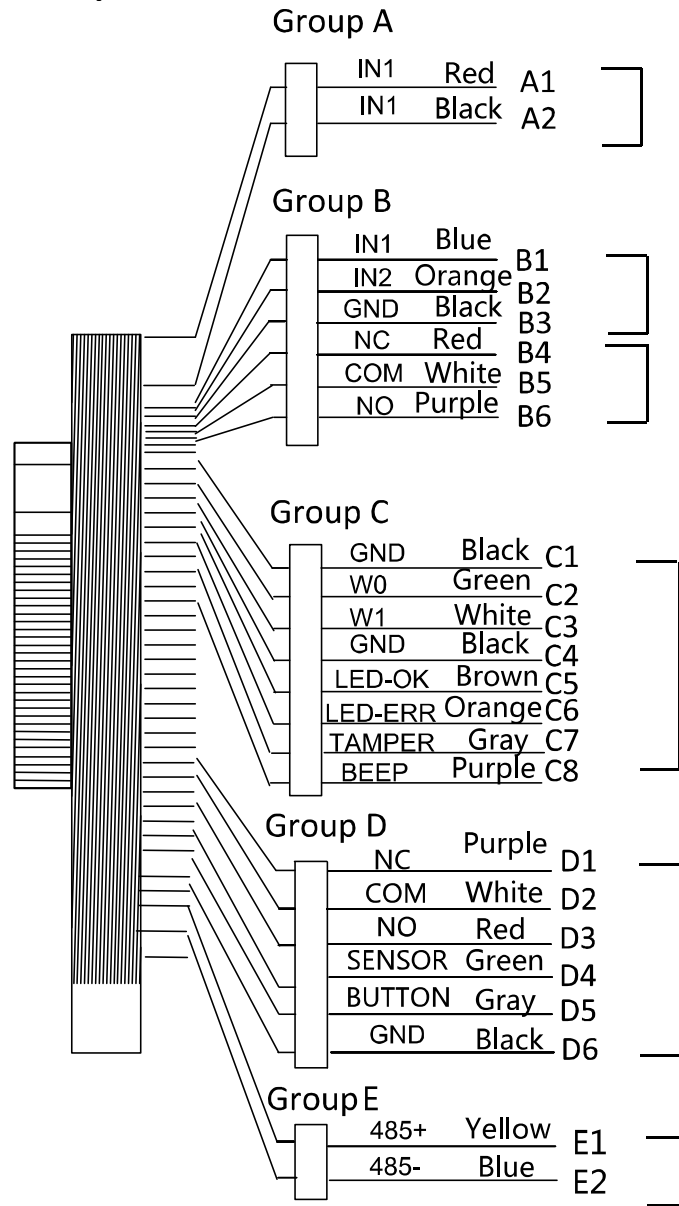 Group A
IN1 Red A1
IN1 Black A2
Group B
IN1 Blue B1
IN2 Orange B2
GND Black B3
NC Red B4
COM White B5
NO Purple B6
Group C
GND Black C1
W0 Green C2
W1 White C3
GND Black C4
LED-OK Brown C5
LED-ERR Orange C6
TAMPER Gray C7
BEEP Purple C8
Group D
NC Purple D1
COM White D2
NO Red D3
SENSOR Green D4
BUTTON Gray D5
GND Black D6
Group E
485+ Yellow E1
485- Blue E2